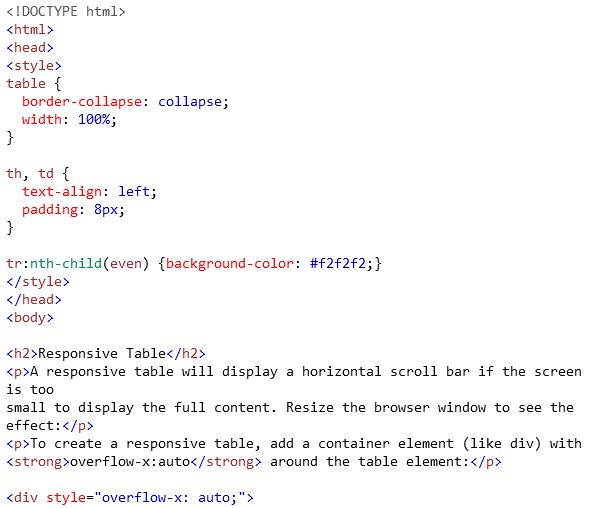 <!DOCTYPE html>
<html>
<head>
<style>
table {
  border-collapse: collapse;
  width: 100%;
}

th, td {
  text-align: left;
  padding: 8px;
}

tr:nth-child(even) {background-color: #f2f2f2;}
</style>
</head>
<body>

<h2>Responsive Table</h2>
<p>A responsive table will display a horizontal scroll bar if the screen
is too
small to display the full content. Resize the browser window to see the
effect:</p>
<p>To create a responsive table, add a container element (like div) with
<strong>overflow-x:auto</strong> around the table element:</p>

<div style="overflow-x: auto;">